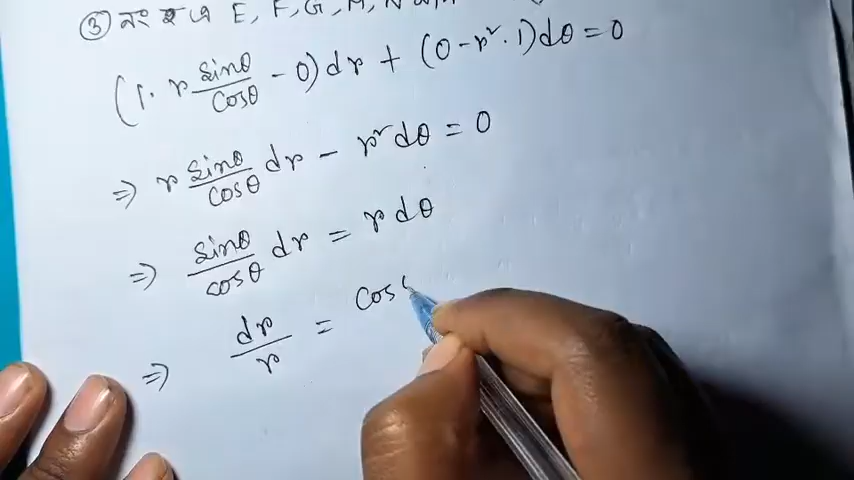 ③ নং এ E, F, G, M, N
(1. r sinθ/cosθ - 0) dr + (0 - r². 1) dθ = 0
⇒ r sinθ/cosθ dr - r² dθ = 0
⇒ sinθ/cosθ dr = r dθ
⇒ dr/r = cos